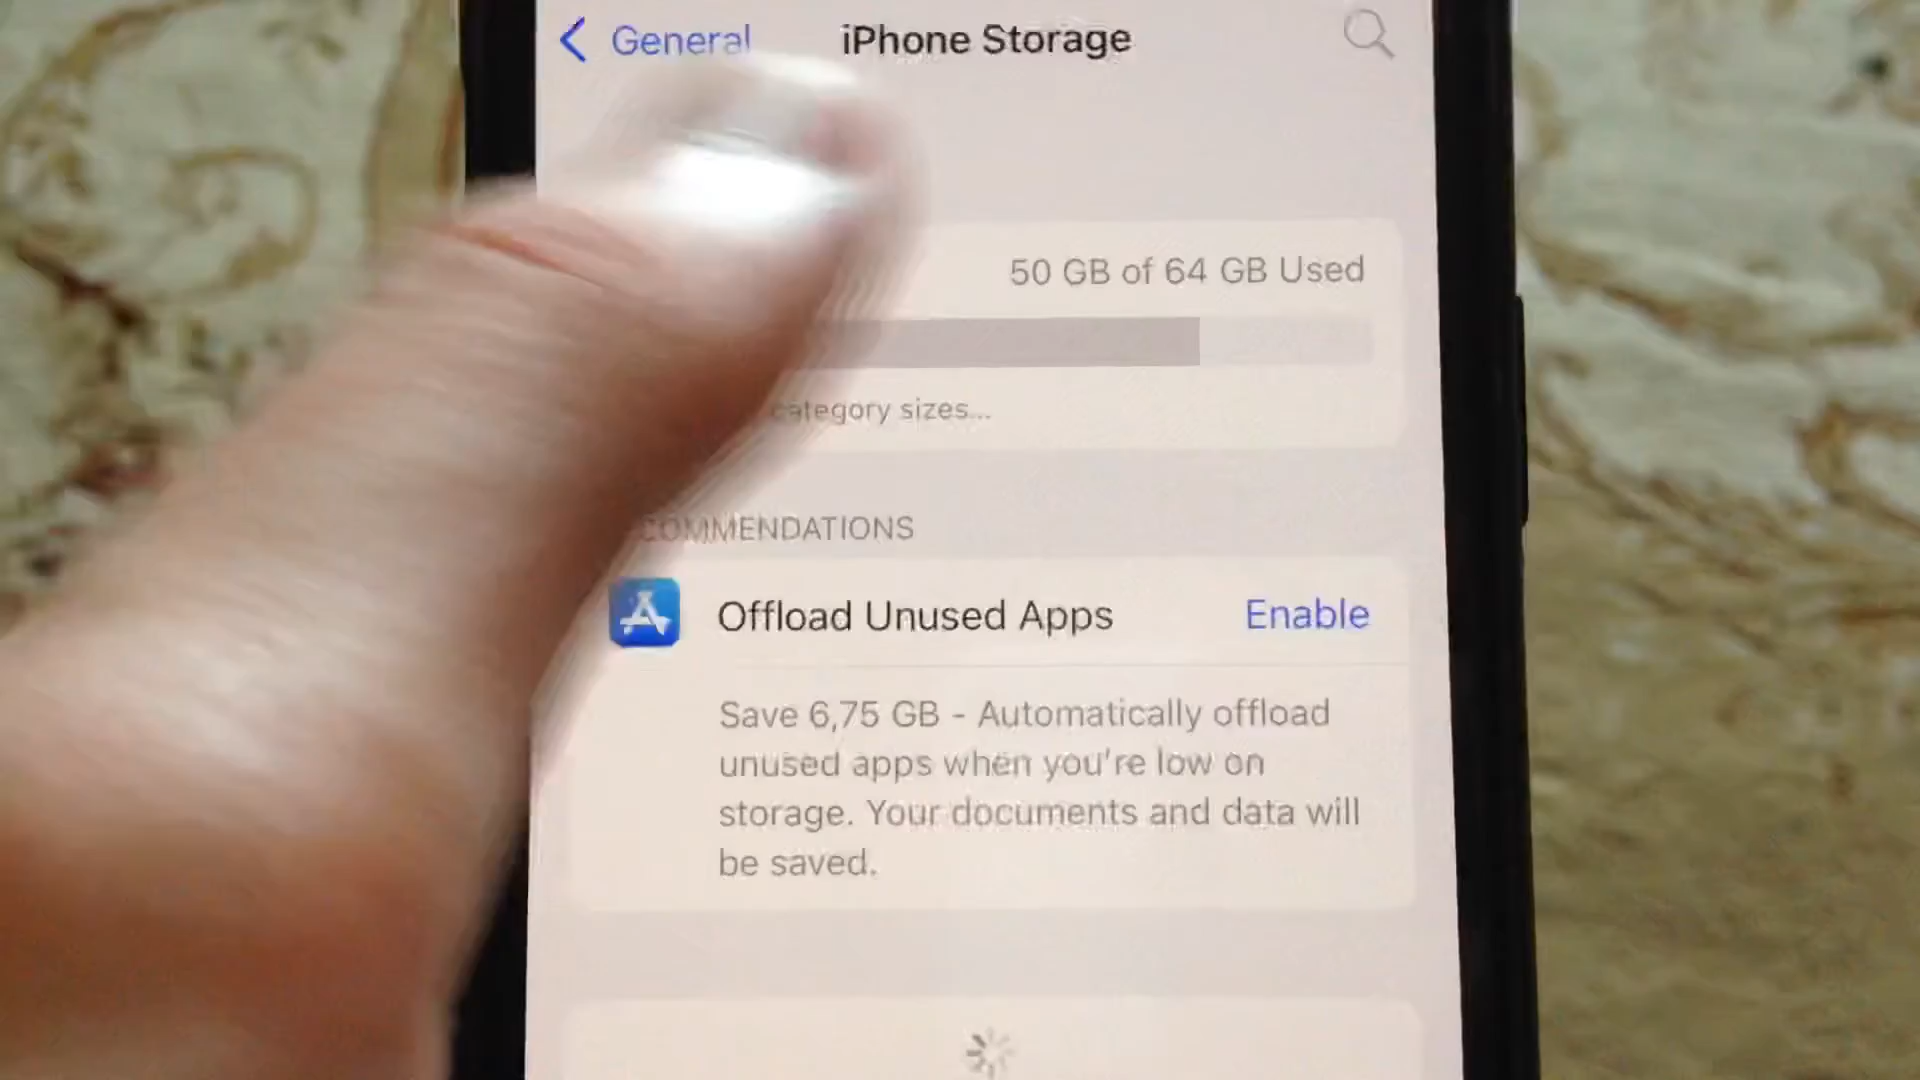 General
iPhone Storage
50 GB of 64 GB Used
category sizes...
COMMENDATIONS
Offload Unused Apps
Enable
Save 6,75 GB - Automatically offload
unused apps when you're low on
storage. Your documents and data will
be saved.